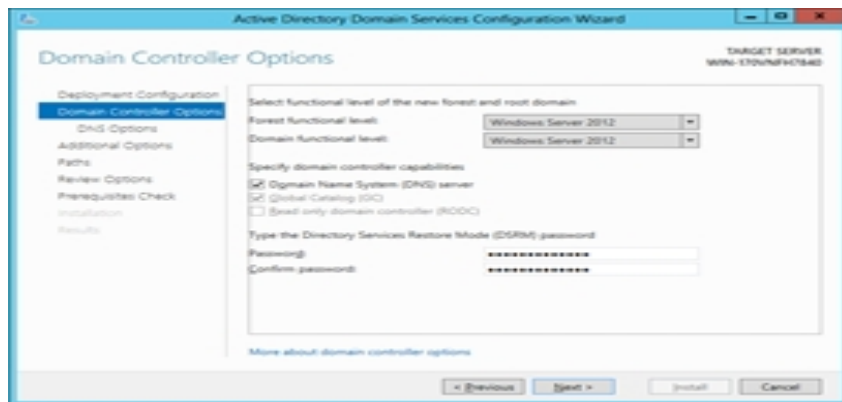 Active Directory Domain Services Configuration Wizard
Domain Controller Options
TARGET SERVER
Deployment Configuration
Domain Controller Options
DNS Options
Additional Options
Paths
Review Options
Prerequisites Check
Installation
Results
Select functional level of the new forest and root domain
Forest functional level: Windows Server 2012
Domain functional level: Windows Server 2012
Specify domain controller capabilities
Domain Name System (DNS) server
Global Catalog (GC)
Read only domain controller (RODC)
Type the Directory Services Restore Mode (DSRM) password
Password:
Confirm password:
More about domain controller options
< Previous
Next >
Install
Cancel